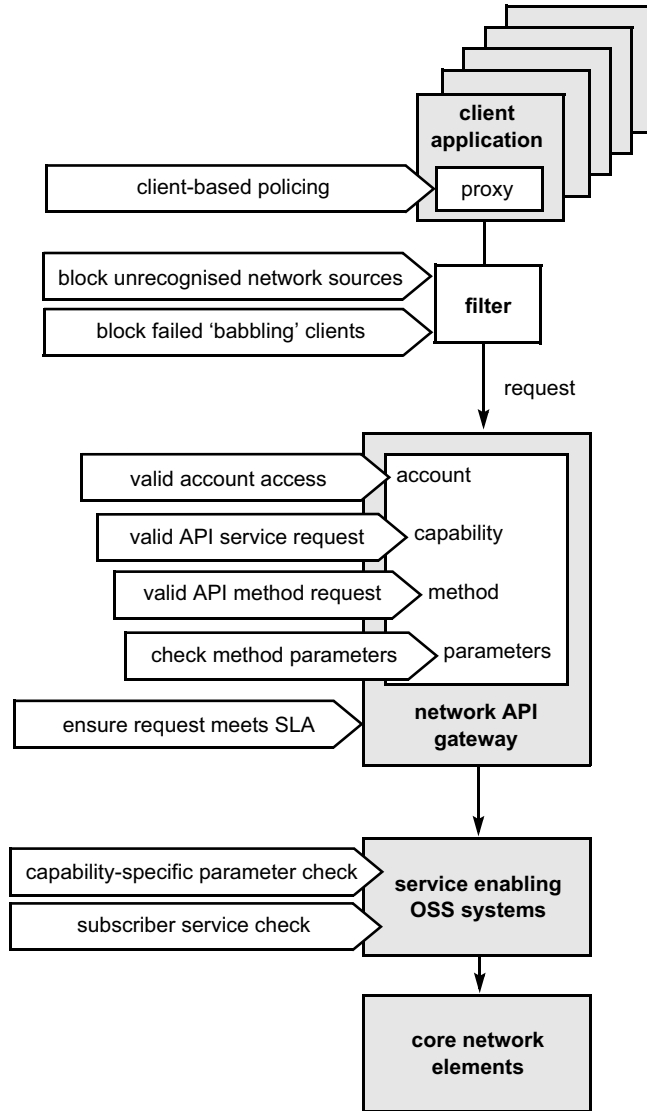 client
application
client-based policing
proxy
block unrecognised network sources
filter
block failed ‘babbling’ clients
request
valid account access
account
valid API service request
capability
valid API method request
method
check method parameters
parameters
ensure request meets SLA
network API
gateway
capability-specific parameter check
service enabling
OSS systems
subscriber service check
core network
elements